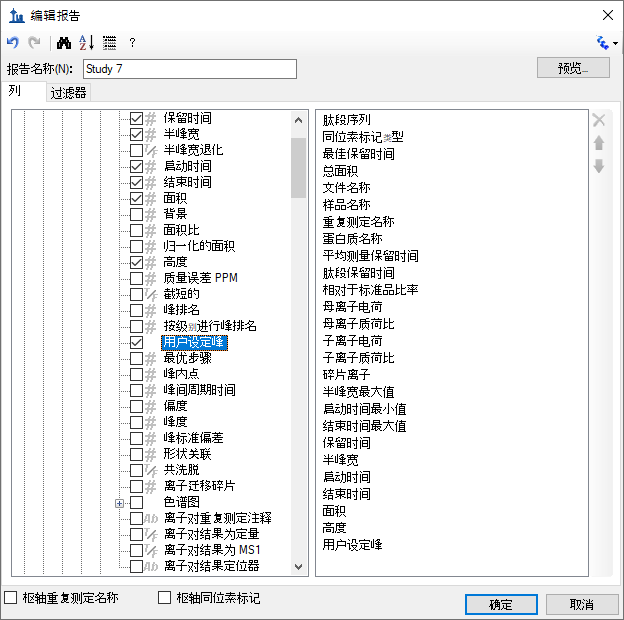 编辑报告
?
报告名称(N):
Study 7
预览...
列
过滤器
保留时间
半峰宽
半峰宽退化
启动时间
结束时间
面积
背景
面积比
归一化的面积
高度
质量误差 PPM
截短的
峰排名
按级别进行峰排名
用户设定峰
最优步骤
峰内点
峰间周期时间
偏度
峰度
峰标准偏差
形状关联
共洗脱
离子迁移碎片
色谱图
离子对重复测定注释
离子对结果为定量
离子对结果为 MS1
离子对结果定位器
肽段序列
同位素标记类型
最佳保留时间
总面积
文件名称
样品名称
重复测定名称
蛋白质名称
平均测量保留时间
肽段保留时间
相对于标准品比率
母离子电荷
母离子质荷比
子离子电荷
子离子质荷比
碎片离子
半峰宽最大值
启动时间最小值
结束时间最大值
保留时间
半峰宽
启动时间
结束时间
面积
高度
用户设定峰
枢轴重复测定名称
枢轴同位素标记
确定
取消